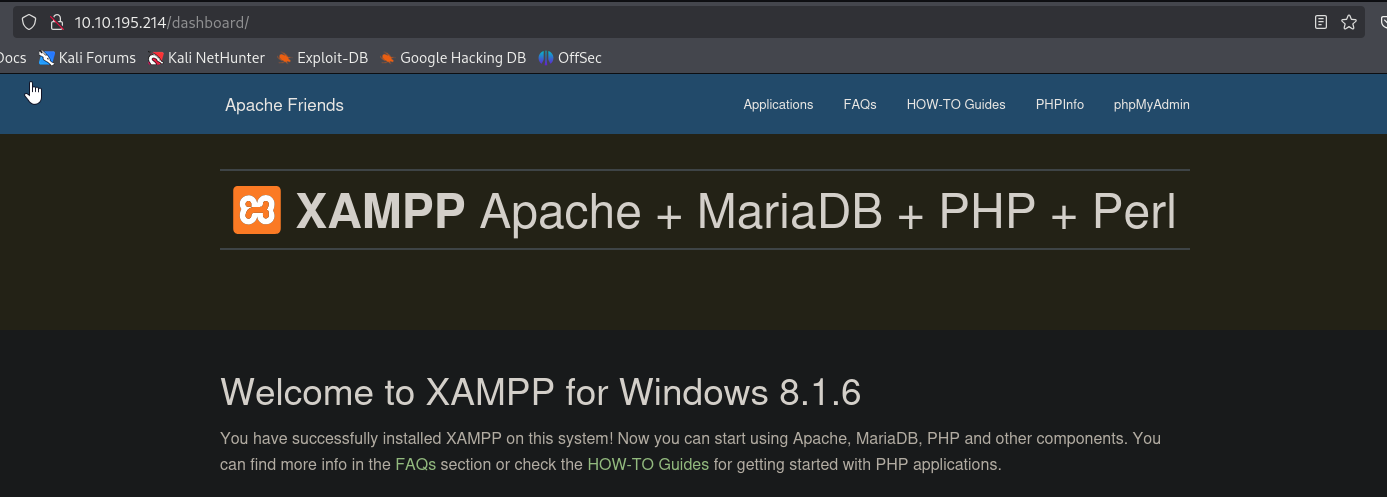 10.10.195.214/dashboard/
Docs Kali Forums Kali NetHunter Exploit-DB Google Hacking DB OffSec
Apache Friends Applications FAQs HOW-TO Guides PHPInfo phpMyAdmin
XAMPP Apache + MariaDB + PHP + Perl
Welcome to XAMPP for Windows 8.1.6
You have successfully installed XAMPP on this system! Now you can start using Apache, MariaDB, PHP and other components. You
can find more info in the FAQs section or check the HOW-TO Guides for getting started with PHP applications.